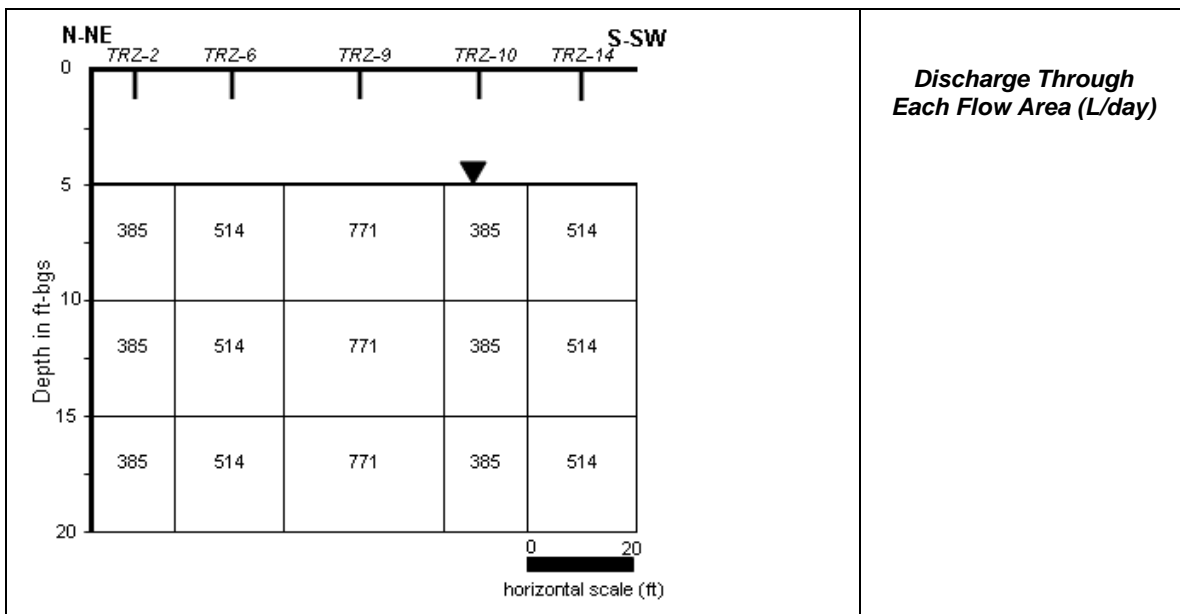 N-NE
S-SW
TRZ-2 TRZ-6 TRZ-9 TRZ-10 TRZ-14
0
Discharge Through
Each Flow Area (L/day)
5
385 514 771 385 514
Depth in ft-bgs
10
385 514 771 385 514
15
385 514 771 385 514
20
0 20
horizontal scale (ft)